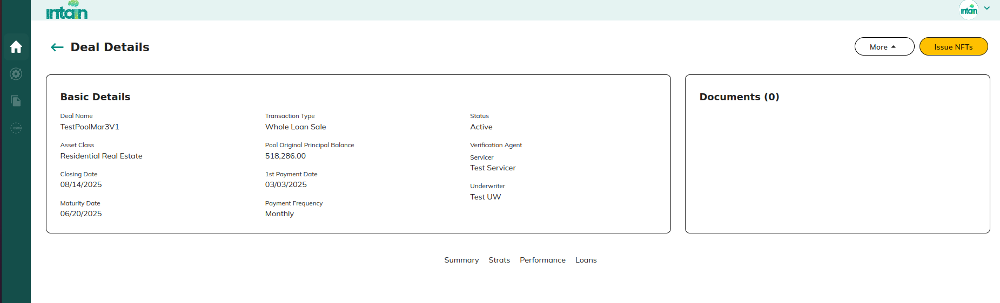 intain
intain
Deal Details
More
Issue NFTs
Basic Details
Deal Name
TestPoolMar3V1
Transaction Type
Whole Loan Sale
Status
Active
Asset Class
Residential Real Estate
Pool Original Principal Balance
518,286.00
Verification Agent
Servicer
Test Servicer
Closing Date
08/14/2025
1st Payment Date
03/03/2025
Underwriter
Test UW
Maturity Date
06/20/2025
Payment Frequency
Monthly
Documents (0)
Summary Strats Performance Loans